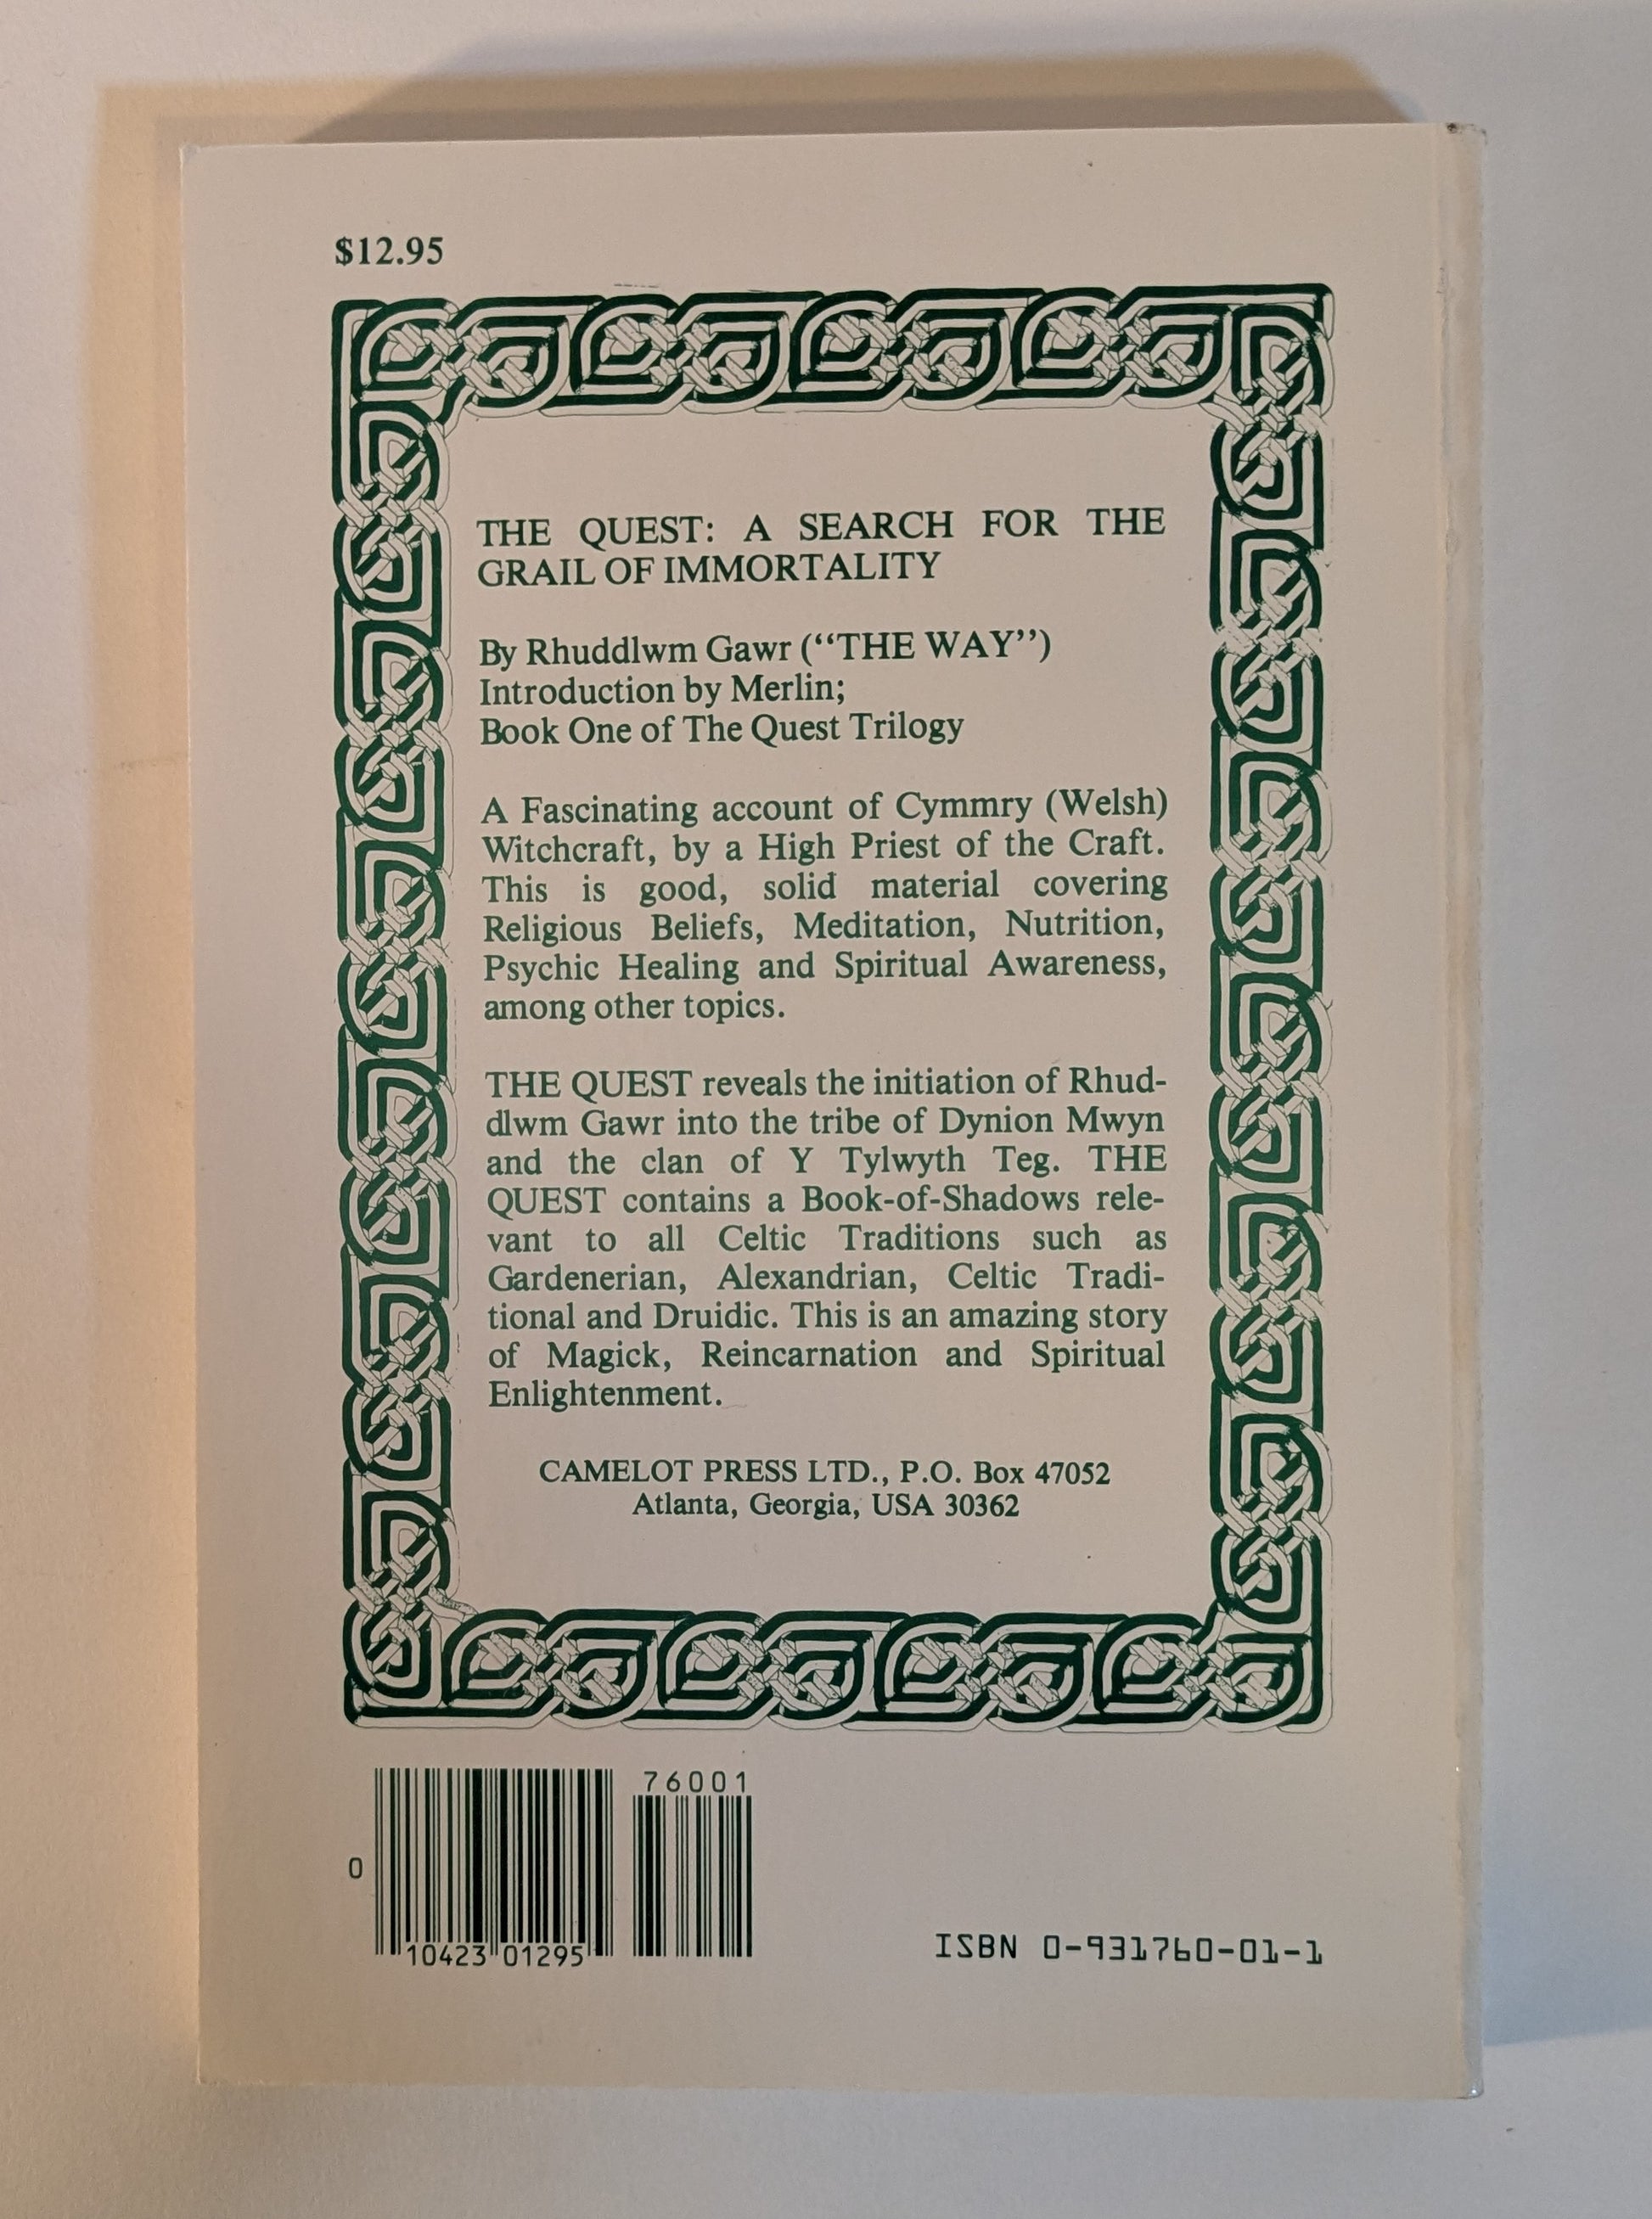 $12.95
THE QUEST: A SEARCH FOR THE
GRAIL OF IMMORTALITY
By Rhuddlwm Gawr (“THE WAY”)
Introduction by Merlin;
Book One of The Quest Trilogy
A Fascinating account of Cymmry (Welsh)
Witchcraft, by a High Priest of the Craft.
This is good, solid material covering
Religious Beliefs, Meditation, Nutrition,
Psychic Healing and Spiritual Awareness,
among other topics.
THE QUEST reveals the initiation of Rhud-
dlwm Gawr into the tribe of Dynion Mwyn
and the clan of Y Tylwyth Teg. THE
QUEST contains a Book-of-Shadows rele-
vant to all Celtic Traditions such as
Gardenerian, Alexandrian, Celtic Tradi-
tional and Druidic. This is an amazing story
of Magick, Reincarnation and Spiritual
Enlightenment.
CAMELOT PRESS LTD., P.O. Box 47052
Atlanta, Georgia, USA 30362
76001
0
10423 01295
ISBN 0-931760-01-1